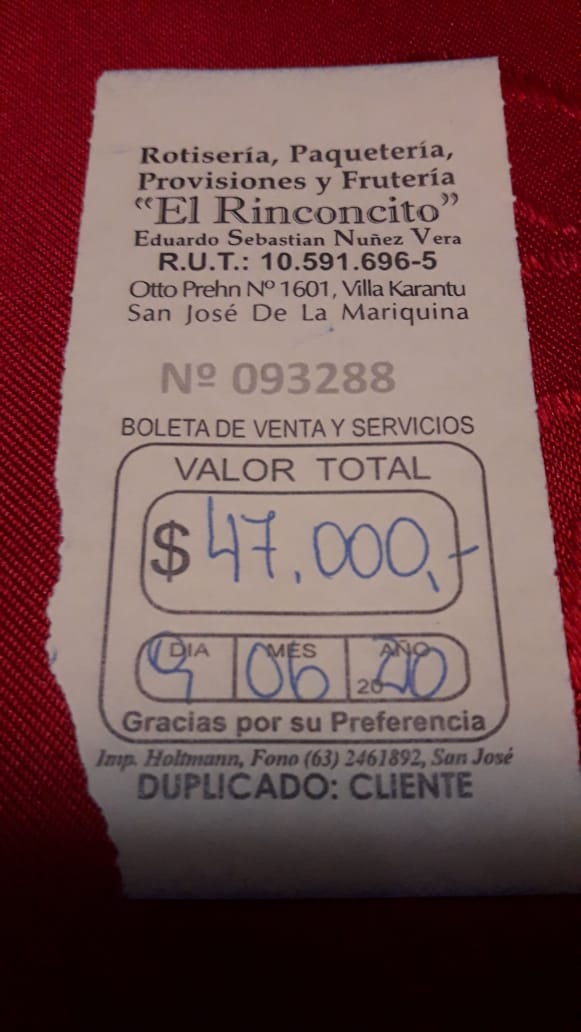 Rotisería, Paquetería,
Provisiones y Frutería
“El Rinconcito”
Eduardo Sebastian Nuñez Vera
R.U.T.: 10.591.696-5
Otto Prehn Nº 1601, Villa Karantu
San José De La Mariquina
Nº 093288
BOLETA DE VENTA Y SERVICIOS
VALOR TOTAL
$ 47.000,-
DIA MES AÑO
9 06 2020
Gracias por su Preferencia
Imp. Holtmann, Fono (63) 2461892, San José
DUPLICADO: CLIENTE